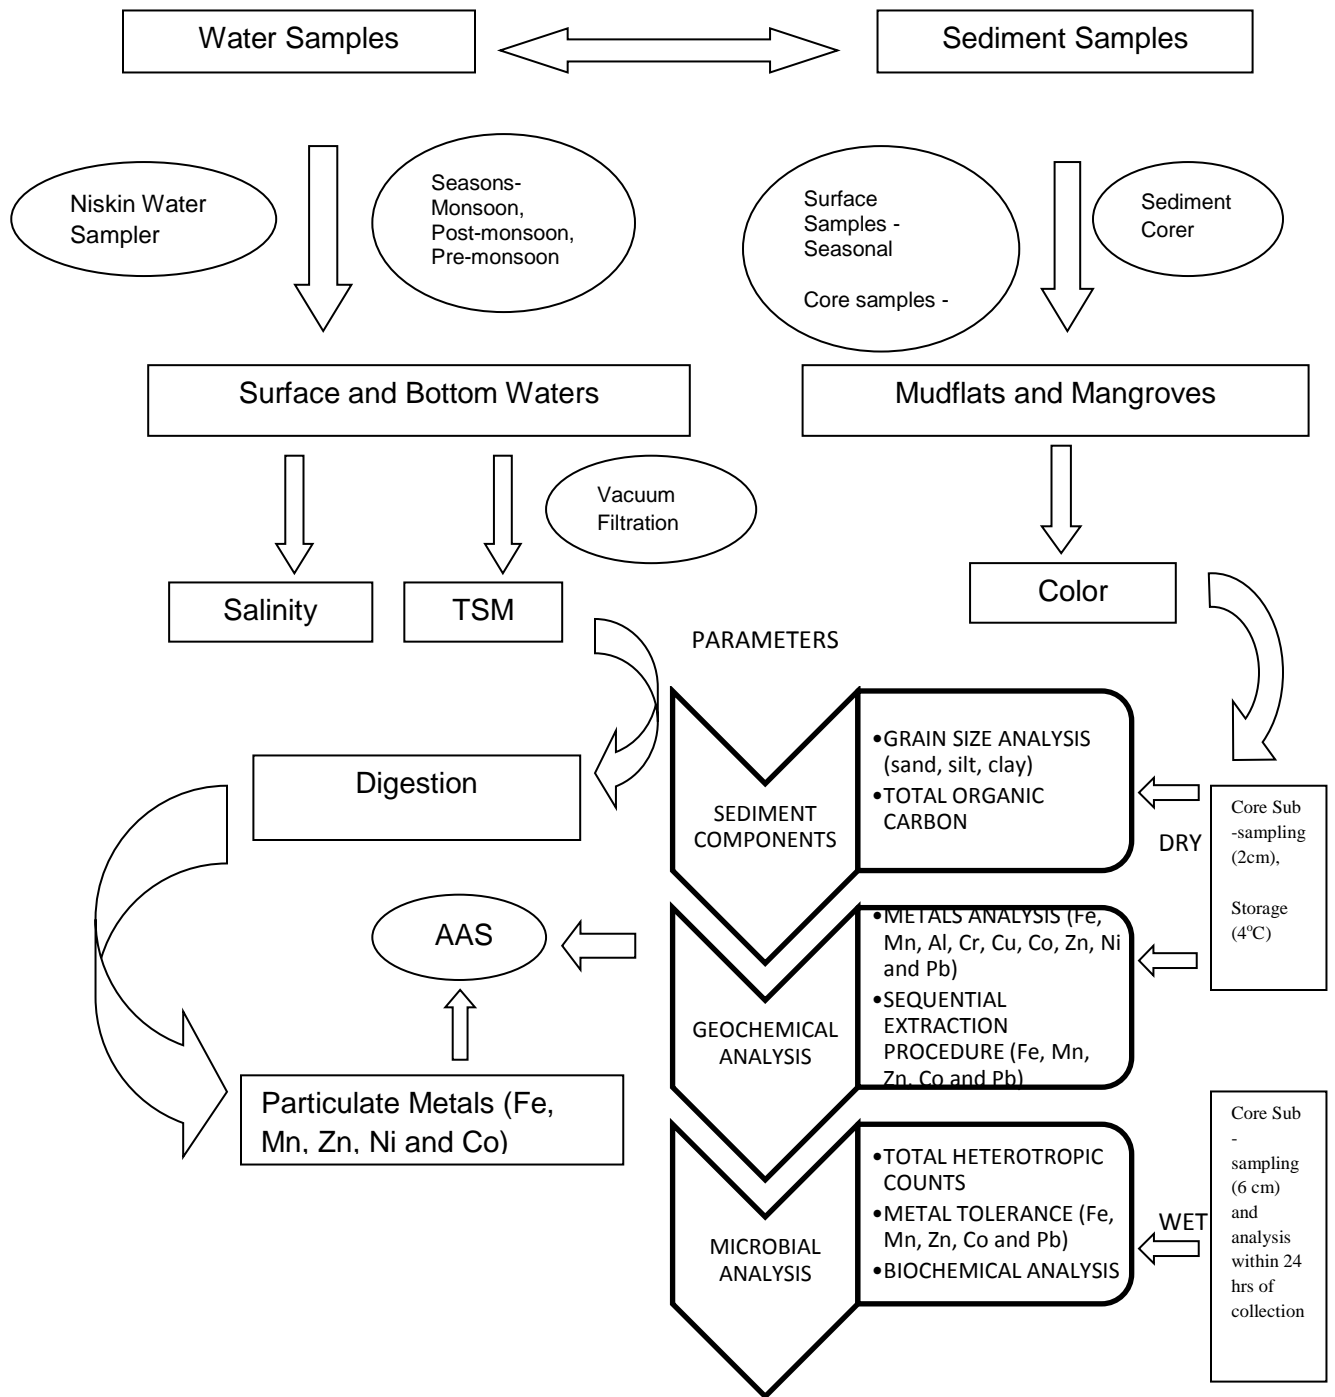 Water Samples
Sediment Samples
Niskin Water
Sampler
Seasons-
Monsoon,
Post-monsoon,
Pre-monsoon
Surface
Samples -
Seasonal
Core samples -
Sediment
Corer
Surface and Bottom Waters
Mudflats and Mangroves
Vacuum
Filtration
Salinity
TSM
Color
PARAMETERS
Digestion
SEDIMENT
COMPONENTS
•GRAIN SIZE ANALYSIS
(sand, silt, clay)
•TOTAL ORGANIC
CARBON
DRY
Core Sub
-sampling
(2cm),
Storage
(4°C)
AAS
GEOCHEMICAL
ANALYSIS
•METALS ANALYSIS (Fe,
Mn, Al, Cr, Cu, Co, Zn, Ni
and Pb)
•SEQUENTIAL
EXTRACTION
PROCEDURE (Fe, Mn,
Zn, Co and Pb)
Particulate Metals (Fe,
Mn, Zn, Ni and Co)
MICROBIAL
ANALYSIS
•TOTAL HETEROTROPIC
COUNTS
•METAL TOLERANCE (Fe,
Mn, Zn, Co and Pb)
•BIOCHEMICAL ANALYSIS
WET
Core Sub
-
sampling
(6 cm)
and
analysis
within 24
hrs of
collection